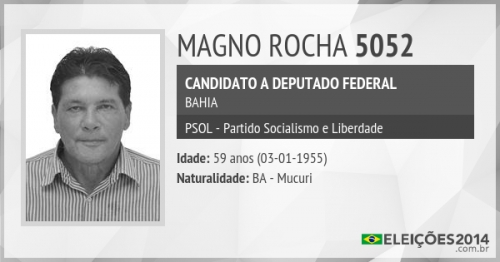 MAGNO ROCHA 5052
CANDIDATO A DEPUTADO FEDERAL
BAHIA
PSOL - Partido Socialismo e Liberdade
Idade: 59 anos (03-01-1955)
Naturalidade: BA - Mucuri
ELEIÇÕES2014
.com.br